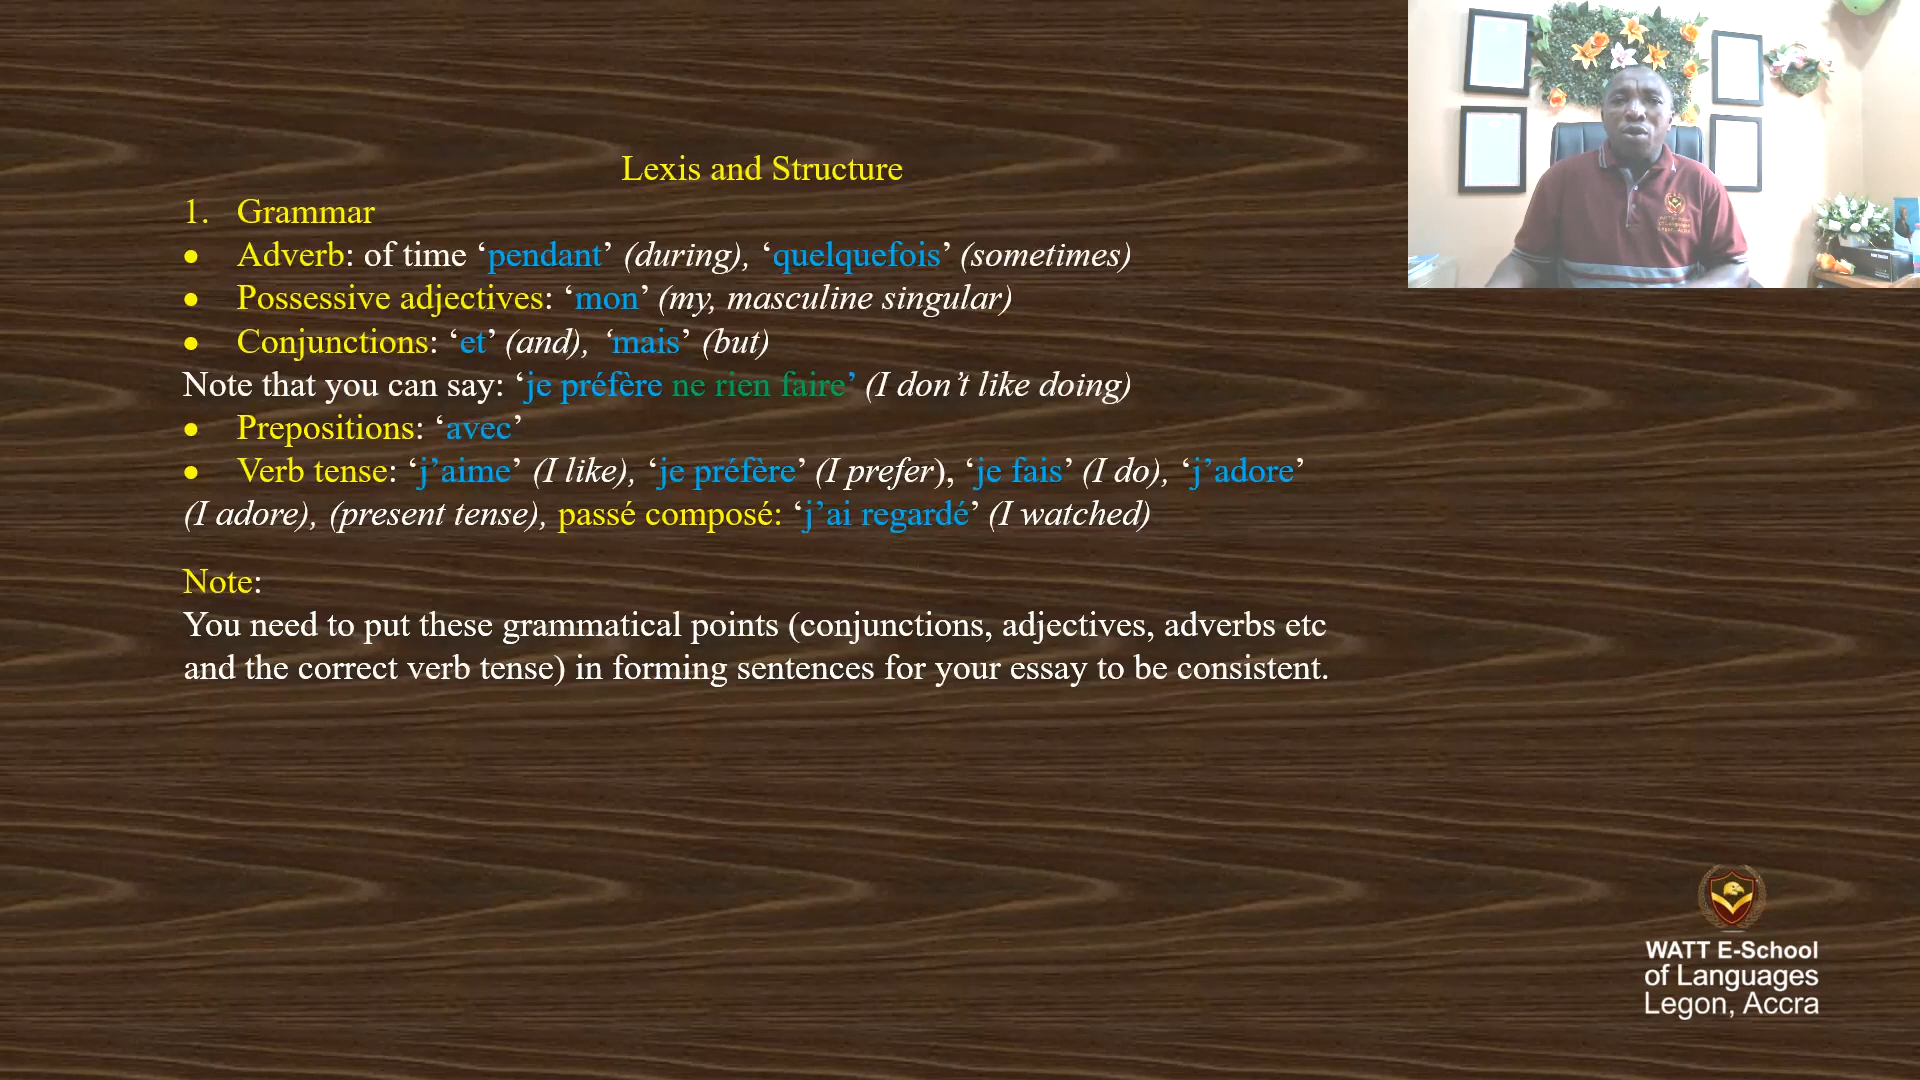 Lexis and Structure
1. Grammar
• Adverb: of time ‘pendant’ (during), ‘quelquefois’ (sometimes)
• Possessive adjectives: ‘mon’ (my, masculine singular)
• Conjunctions: ‘et’ (and), ‘mais’ (but)
Note that you can say: ‘je préfère ne rien faire’ (I don’t like doing)
• Prepositions: ‘avec’
• Verb tense: ‘j’aime’ (I like), ‘je préfère’ (I prefer), ‘je fais’ (I do), ‘j’adore’
(I adore), (present tense), passé composé: ‘j’ai regardé’ (I watched)
Note:
You need to put these grammatical points (conjunctions, adjectives, adverbs etc
and the correct verb tense) in forming sentences for your essay to be consistent.
WATT E-School
of Languages
Legon, Accra